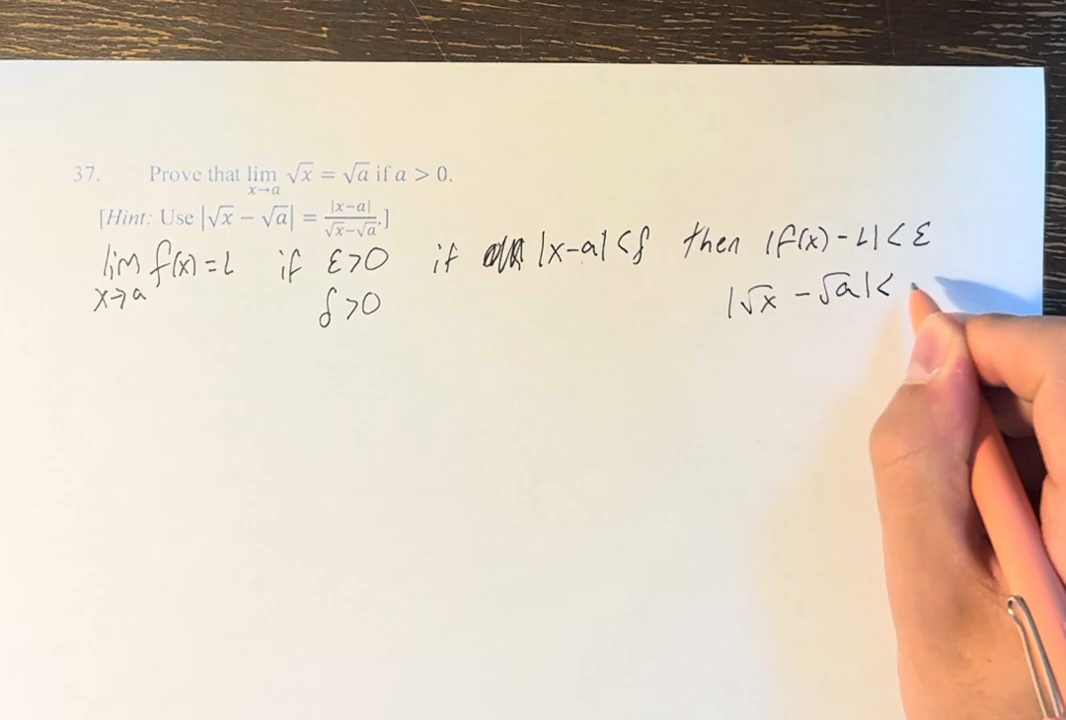 37. Prove that lim x→a √x = √a if a > 0.
[Hint: Use |√x − √a| = |x−a| / √x−√a.]
lim x→a f(x) = L if ε>0 if |x-a|<δ then |f(x)-L|<ε
δ>0 |√x - √a|<